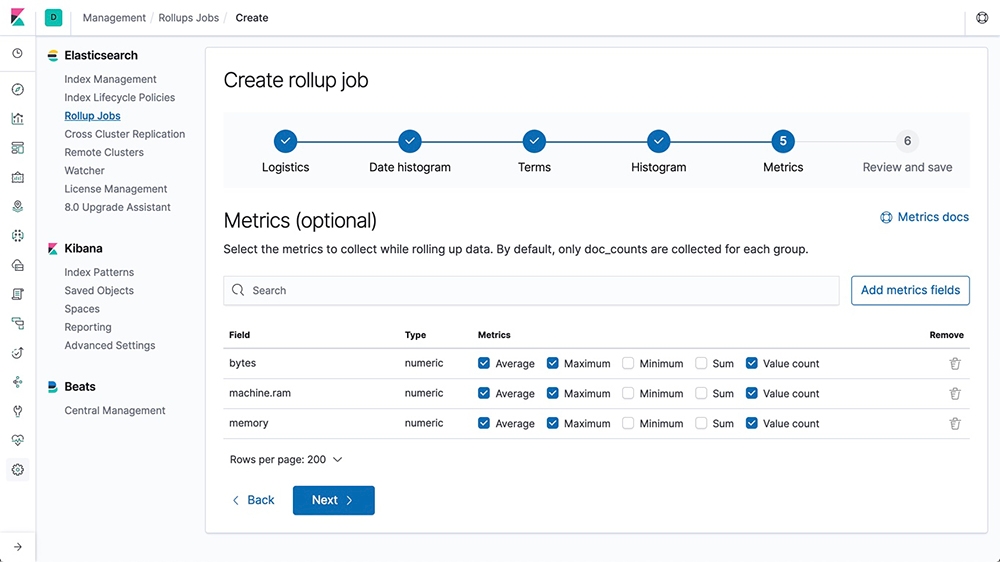 D Management / Rollups Jobs / Create
Elasticsearch
Index Management
Index Lifecycle Policies
Rollup Jobs
Cross Cluster Replication
Remote Clusters
Watcher
License Management
8.0 Upgrade Assistant
Kibana
Index Patterns
Saved Objects
Spaces
Reporting
Advanced Settings
Beats
Central Management
Create rollup job
5 6
Logistics Date histogram Terms Histogram Metrics Review and save
Metrics (optional)
Metrics docs
Select the metrics to collect while rolling up data. By default, only doc_counts are collected for each group.
Search
Add metrics fields
Field Type Metrics Remove
bytes numeric Average Maximum Minimum Sum Value count
machine.ram numeric Average Maximum Minimum Sum Value count
memory numeric Average Maximum Minimum Sum Value count
Rows per page: 200
Back Next